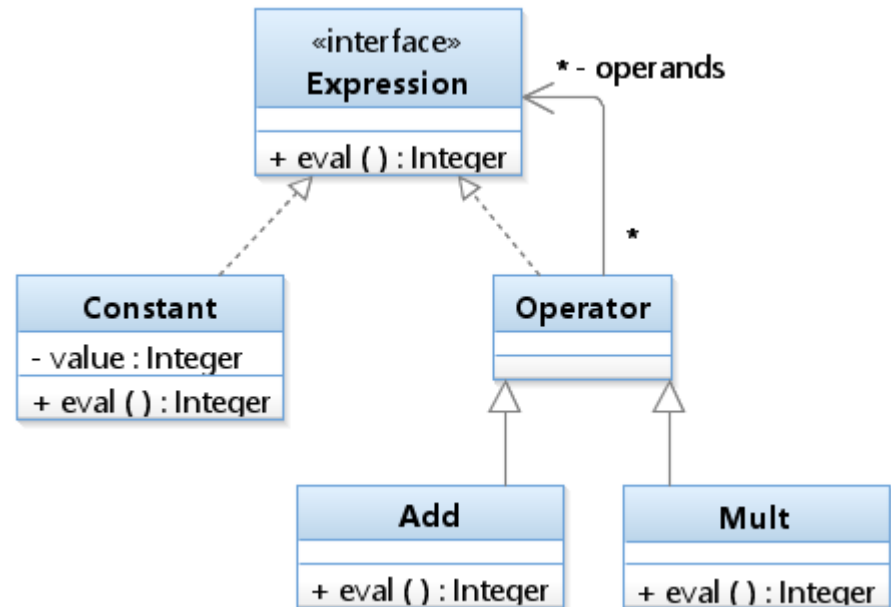 «interface»
Expression
+ eval ( ) : Integer
* - operands
*
Constant
- value : Integer
+ eval ( ) : Integer
Operator
Add
+ eval ( ) : Integer
Mult
+ eval ( ) : Integer